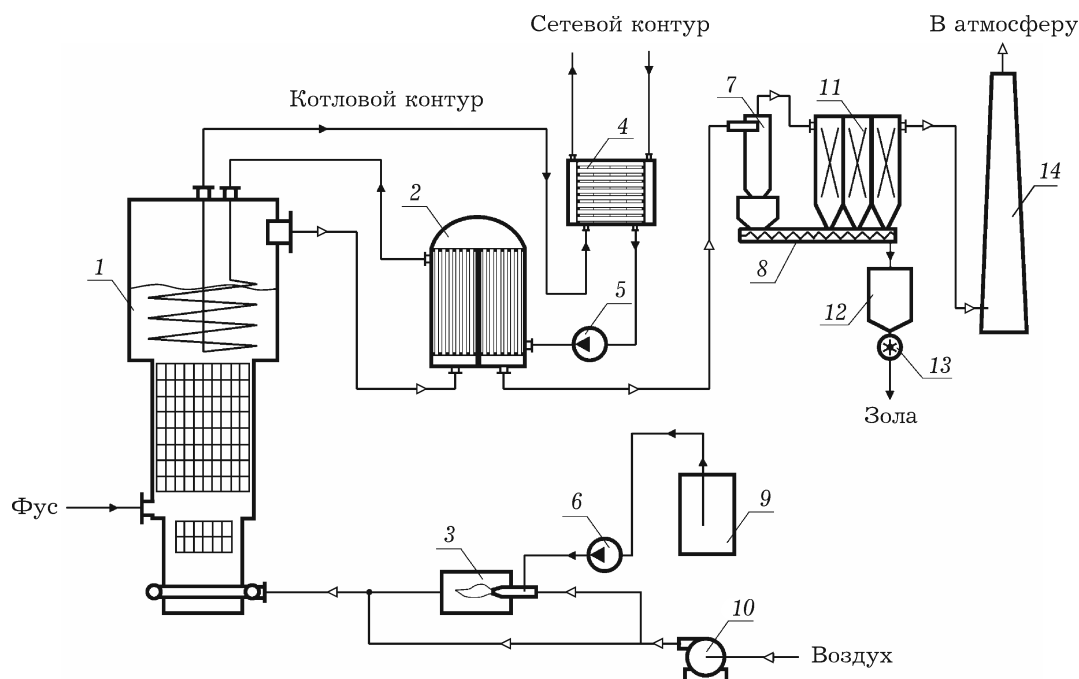 Сетевой контур
В атмосферу
Котловой контур
7
11
4
14
2
8
1
5
12
13
Зола
Фус
6
9
3
10
Воздух